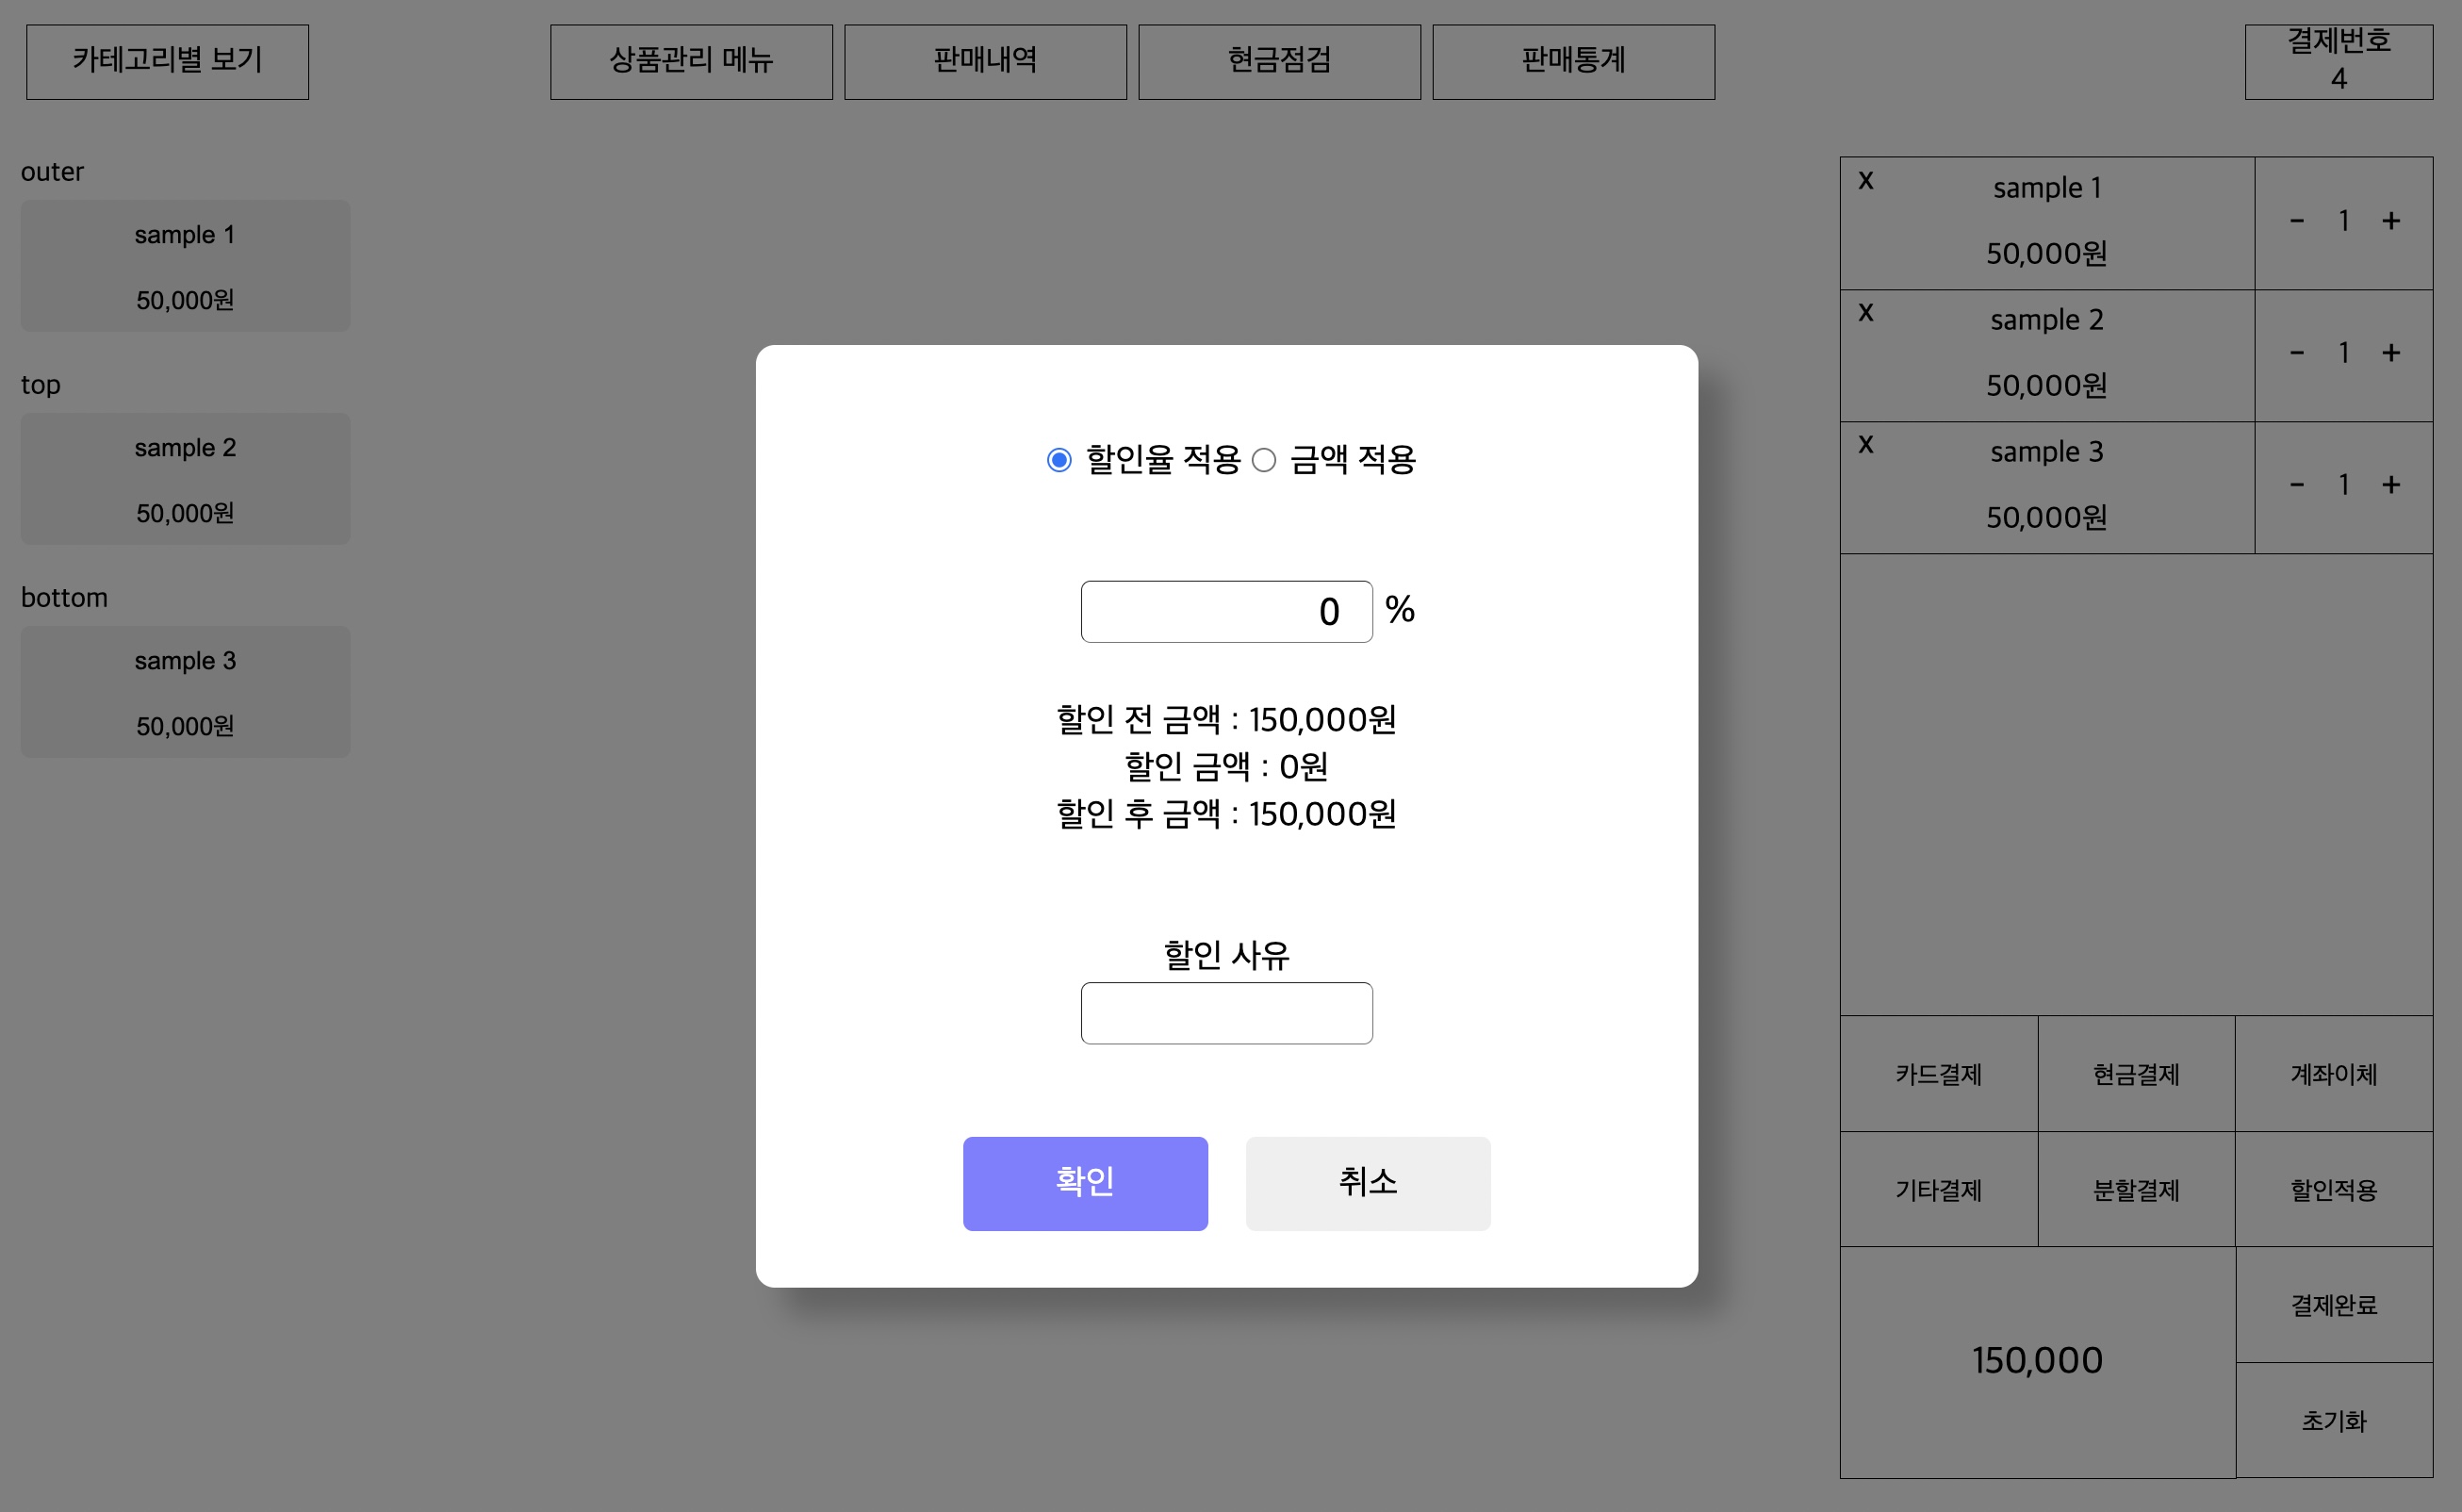 카테고리별 보기
상품관리 메뉴
판매내역
현금점검
판매통계
결제번호
4
outer
sample 1
50,000원
top
sample 2
50,000원
bottom
sample 3
50,000원
할인율 적용 금액 적용
0 %
할인 전 금액 : 150,000원
할인 금액 : 0원
할인 후 금액 : 150,000원
할인 사유
확인
취소
x
sample 1
50,000원
- 1 +
x
sample 2
50,000원
- 1 +
x
sample 3
50,000원
- 1 +
카드결제
현금결제
계좌이체
기타결제
분할결제
할인적용
150,000
결제완료
초기화